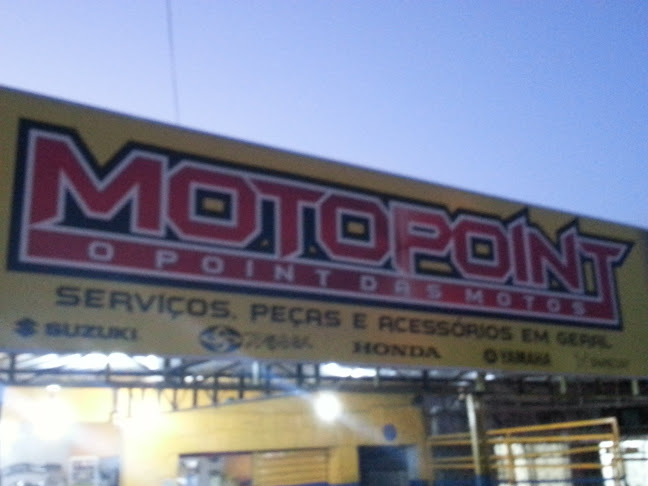 MOTOPOINT
O POINT DAS MOTOS
SERVIÇOS, PEÇAS E ACESSÓRIOS EM GERAL
SUZUKI HONDA YAMAHA